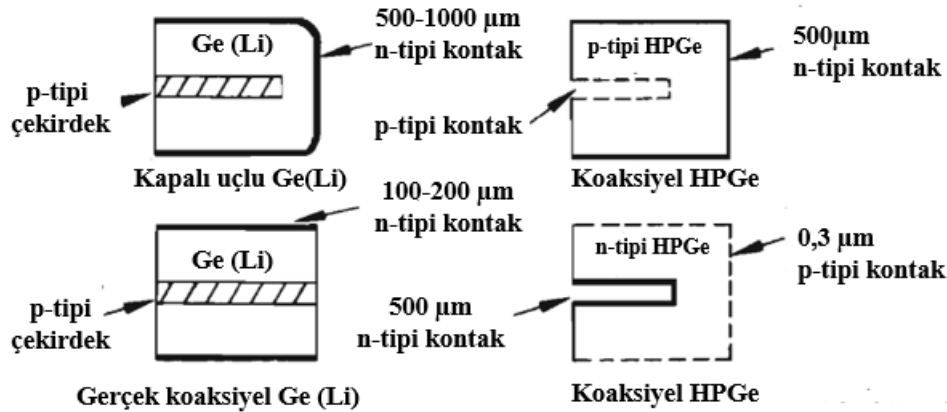 Ge (Li)
500-1000 µm
n-tipi kontak
p-tipi
çekirdek
Kapalı uçlu Ge(Li)
p-tipi HPGe
500µm
n-tipi kontak
p-tipi kontak
Koaksiyel HPGe
100-200 µm
n-tipi kontak
Ge (Li)
p-tipi
çekirdek
Gerçek koaksiyel Ge (Li)
n-tipi HPGe
0,3 µm
p-tipi kontak
500 µm
n-tipi kontak
Koaksiyel HPGe